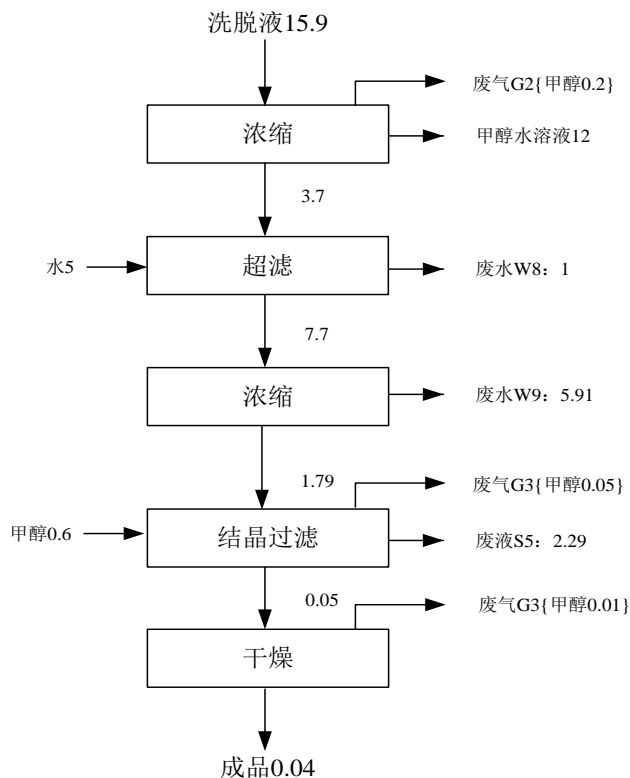 洗脱液15.9
废气G2{甲醇0.2}
浓缩
甲醇水溶液12
3.7
水5
超滤
废水W8：1
7.7
浓缩
废水W9：5.91
1.79
废气G3{甲醇0.05}
甲醇0.6
结晶过滤
废液S5：2.29
0.05
废气G3{甲醇0.01}
干燥
成品0.04